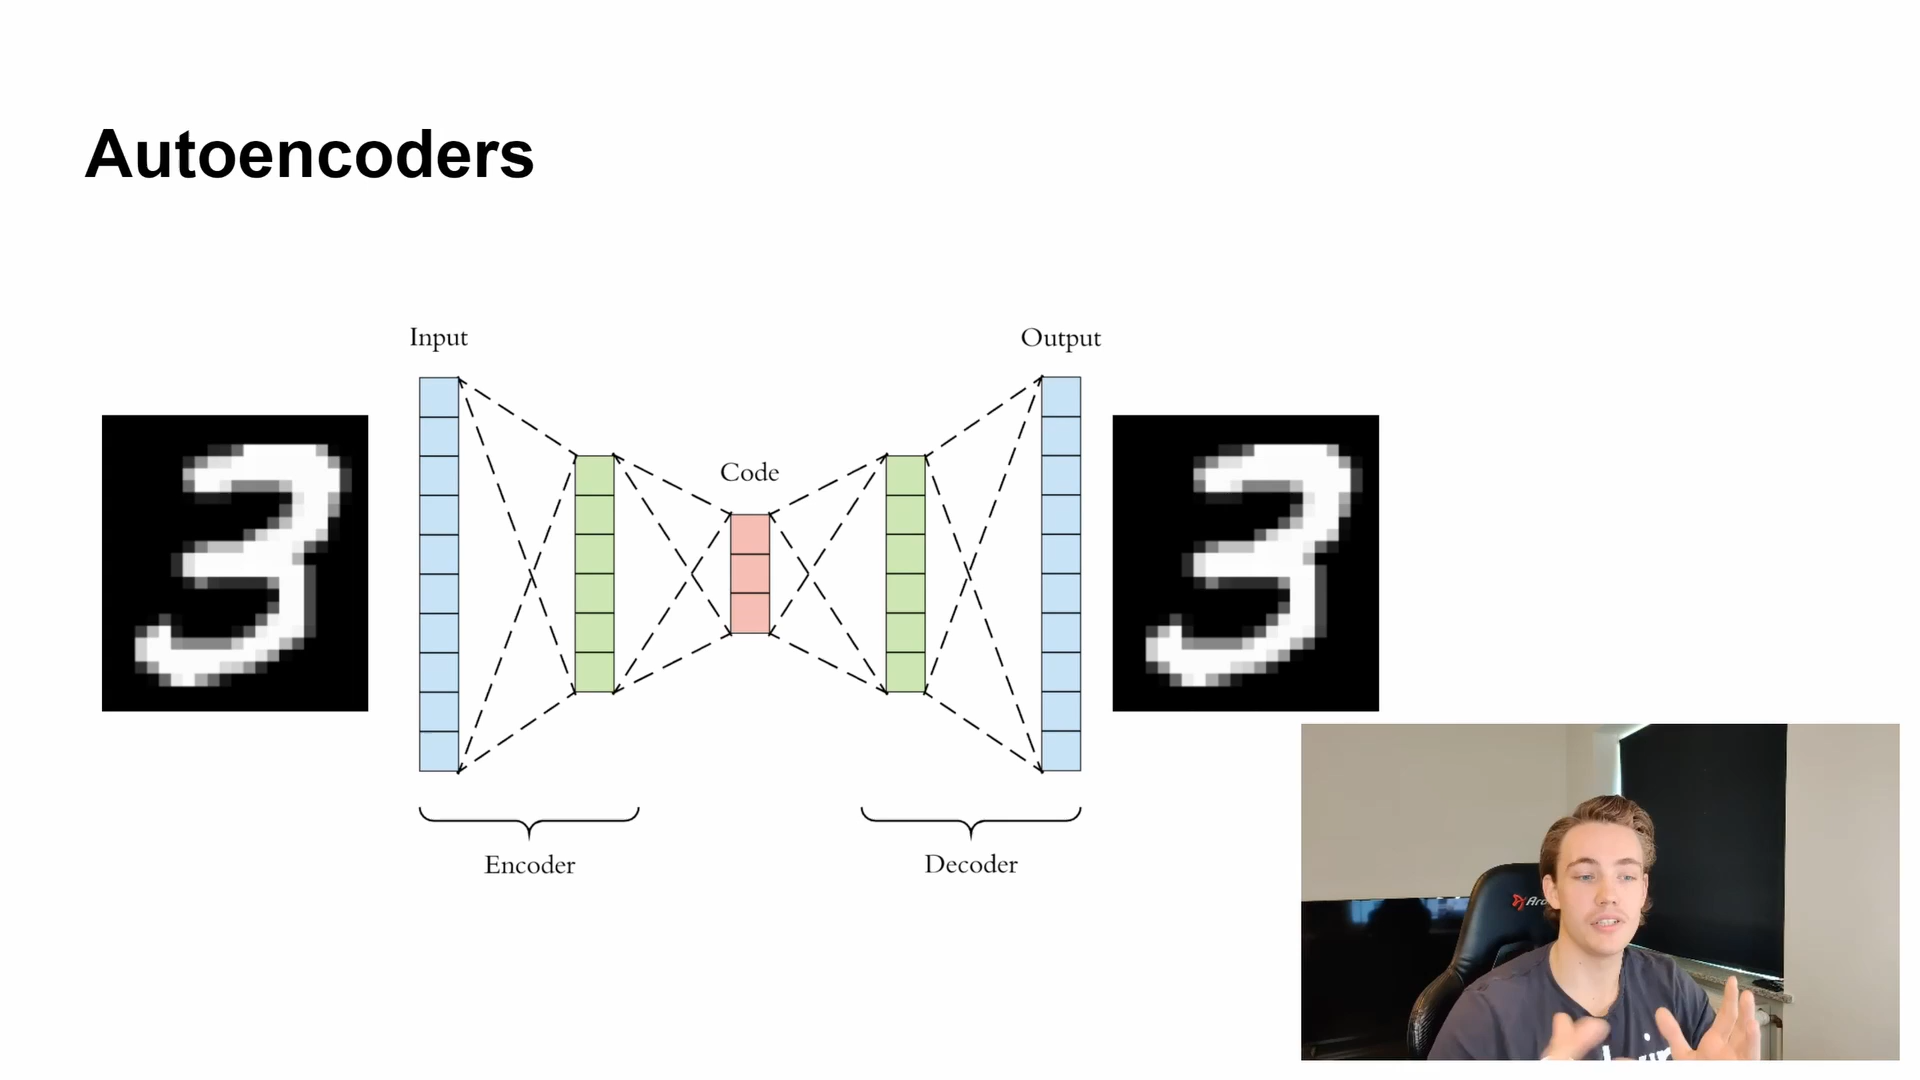 Autoencoders
Input
Output
Code
Encoder
Decoder